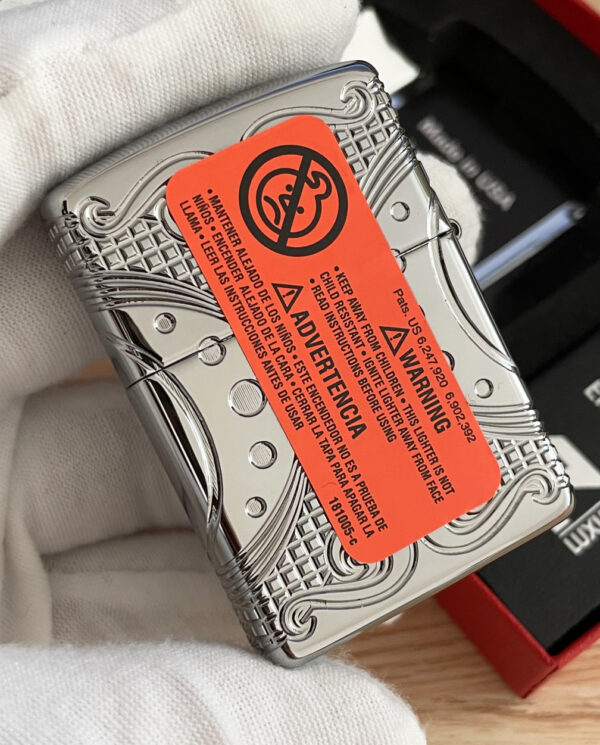 • MANTENER ALEJADO DE LOS
NIÑOS • ENCENDER ALEJADO DE LA CARA • CERRAR LA TAPA PARA APAGAR LA
LLAMA • LEER LAS INSTRUCCIONES ANTES DE USAR
NIÑOS • ESTE ENCENDEDOR NO ES A PRUEBA DE
⚠ADVERTENCIA
181005-c
Pats. US 6,247,920 6,902,392
⚠WARNING
• KEEP AWAY FROM CHILDREN • THIS LIGHTER IS NOT
CHILD RESISTANT • IGNITE LIGHTER AWAY FROM FACE
• READ INSTRUCTIONS BEFORE USING
Made in USA